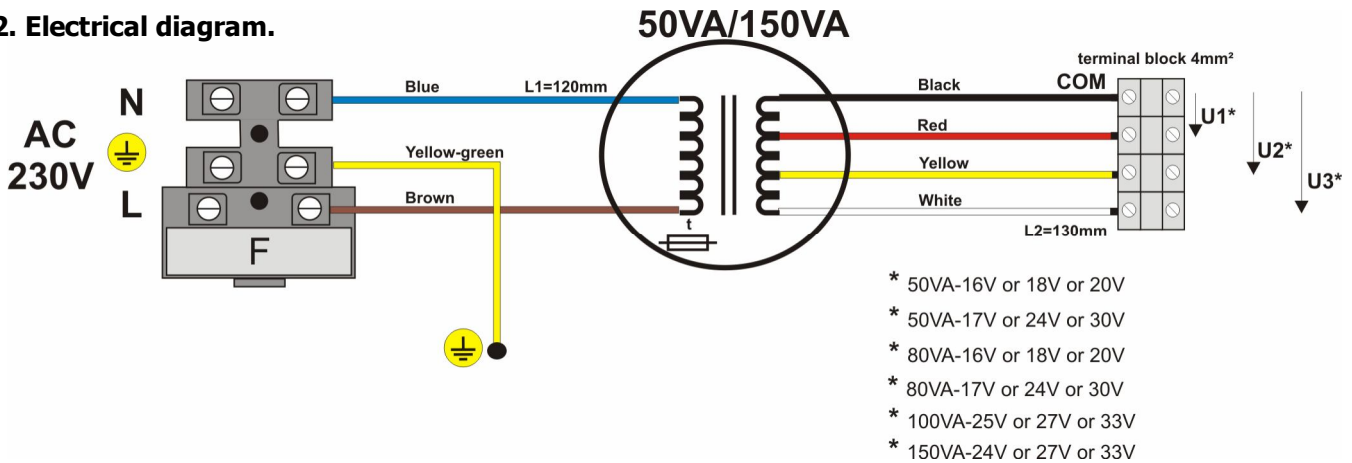 2. Electrical diagram.
50VA/150VA
terminal block 4mm²
N
Blue
L1=120mm
Black
COM
U1*
AC
230V
Red
U2*
Yellow-green
Yellow
U3*
L
Brown
White
t
L2=130mm
F
* 50VA-16V or 18V or 20V
* 50VA-17V or 24V or 30V
* 80VA-16V or 18V or 20V
* 80VA-17V or 24V or 30V
* 100VA-25V or 27V or 33V
* 150VA-24V or 27V or 33V